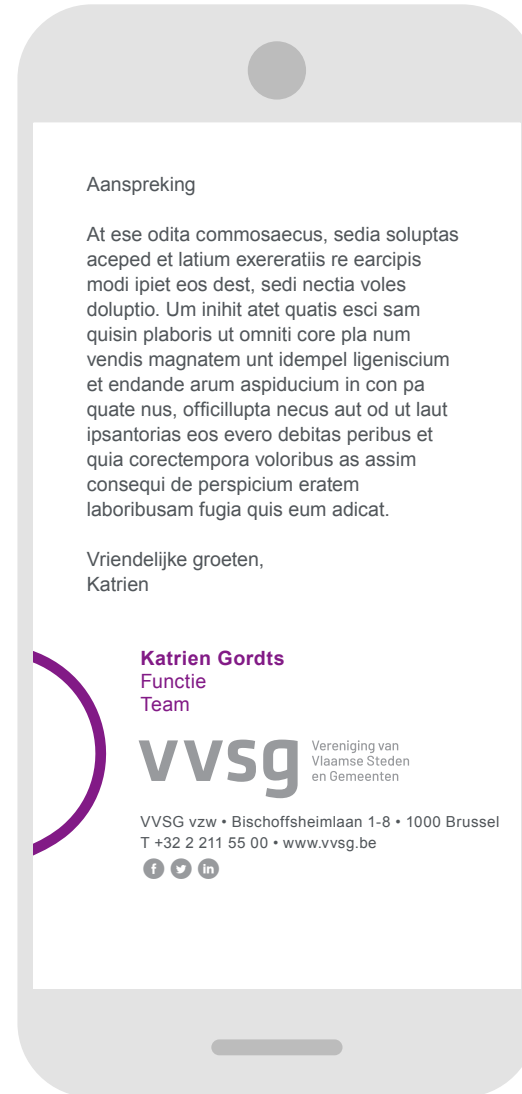 Aanspreking
At ese odita commosaecus, sedia soluptas
aceped et latium exereratiis re earcipis
modi ipiet eos dest, sedi nectia voles
doluptio. Um inihit atet quatis esci sam
quisin plaboris ut omniti core pla num
vendis magnatem unt idempel ligeniscium
et endande arum aspiducium in con pa
quate nus, officillupta necus aut od ut laut
ipsantorias eos evero debitas peribus et
quia corectempora voloribus as assim
consequi de perspicium eratem
laboribusam fugia quis eum adicat.
Vriendelijke groeten,
Katrien
Katrien Gordts
Functie
Team
vvsg
Vereniging van
Vlaamse Steden
en Gemeenten
VVSG vzw • Bischoffsheimlaan 1-8 • 1000 Brussel
T +32 2 211 55 00 • www.vvsg.be